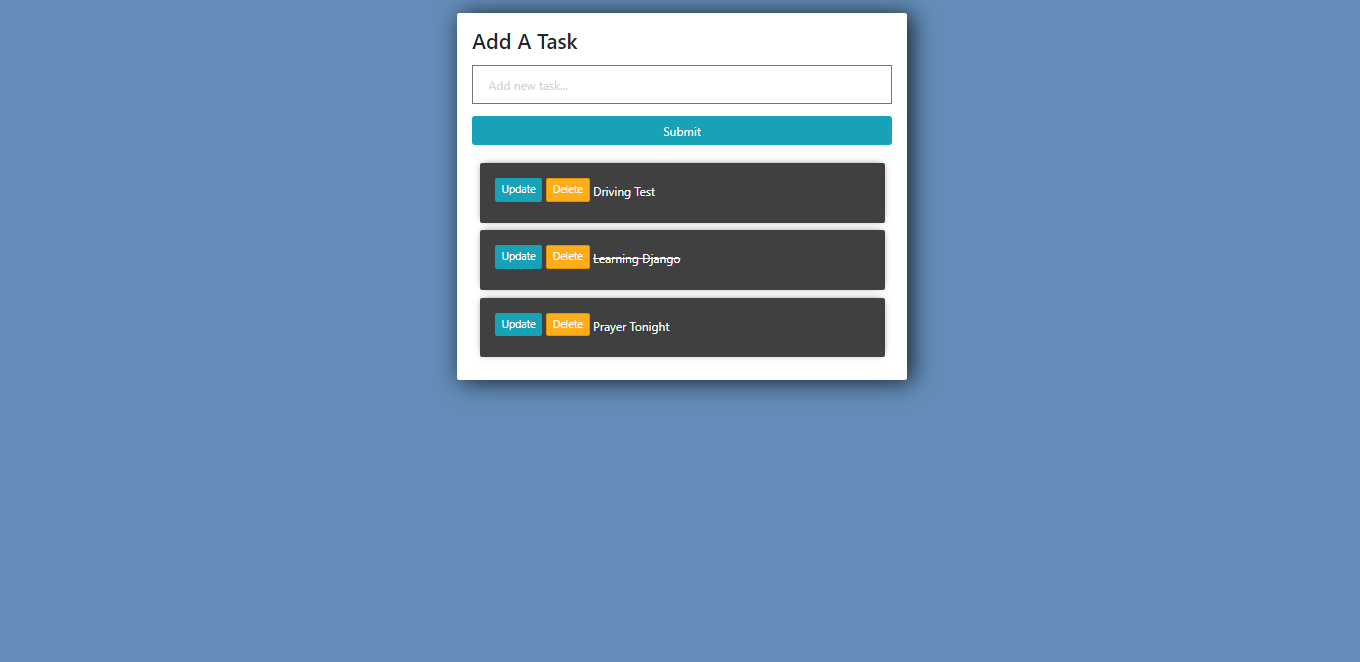 Add A Task
Add new task...
Submit
Update Delete Driving Test
Update Delete Learning Django
Update Delete Prayer Tonight